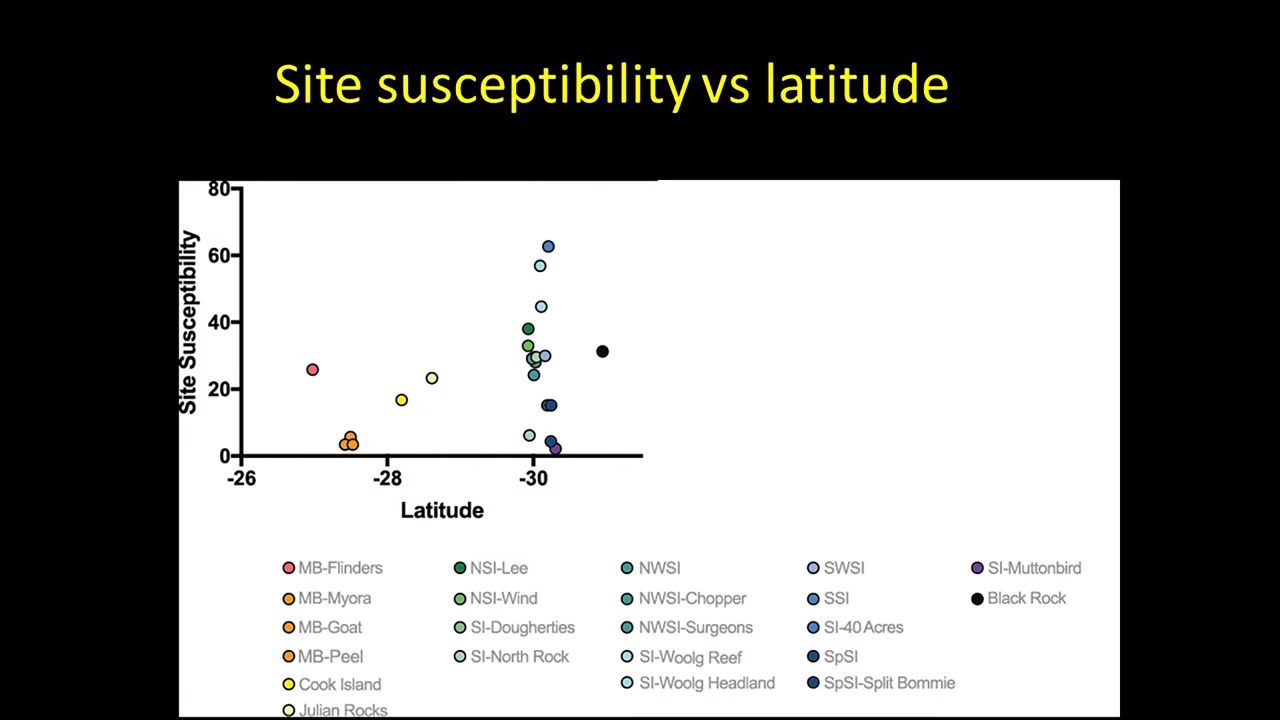 Site susceptibility vs latitude
80
60
40
20
0
Site Susceptibility
-26 -28 -30
Latitude
MB-Flinders NSI-Lee NWSI SWSI SI-Muttonbird
MB-Myora NSI-Wind NWSI-Chopper SSI Black Rock
MB-Goat SI-Dougherties NWSI-Surgeons SI-40 Acres
MB-Peel SI-North Rock SI-Woolg Reef SpSI
Cook Island SI-Woolg Headland SpSI-Split Bommie
Julian Rocks